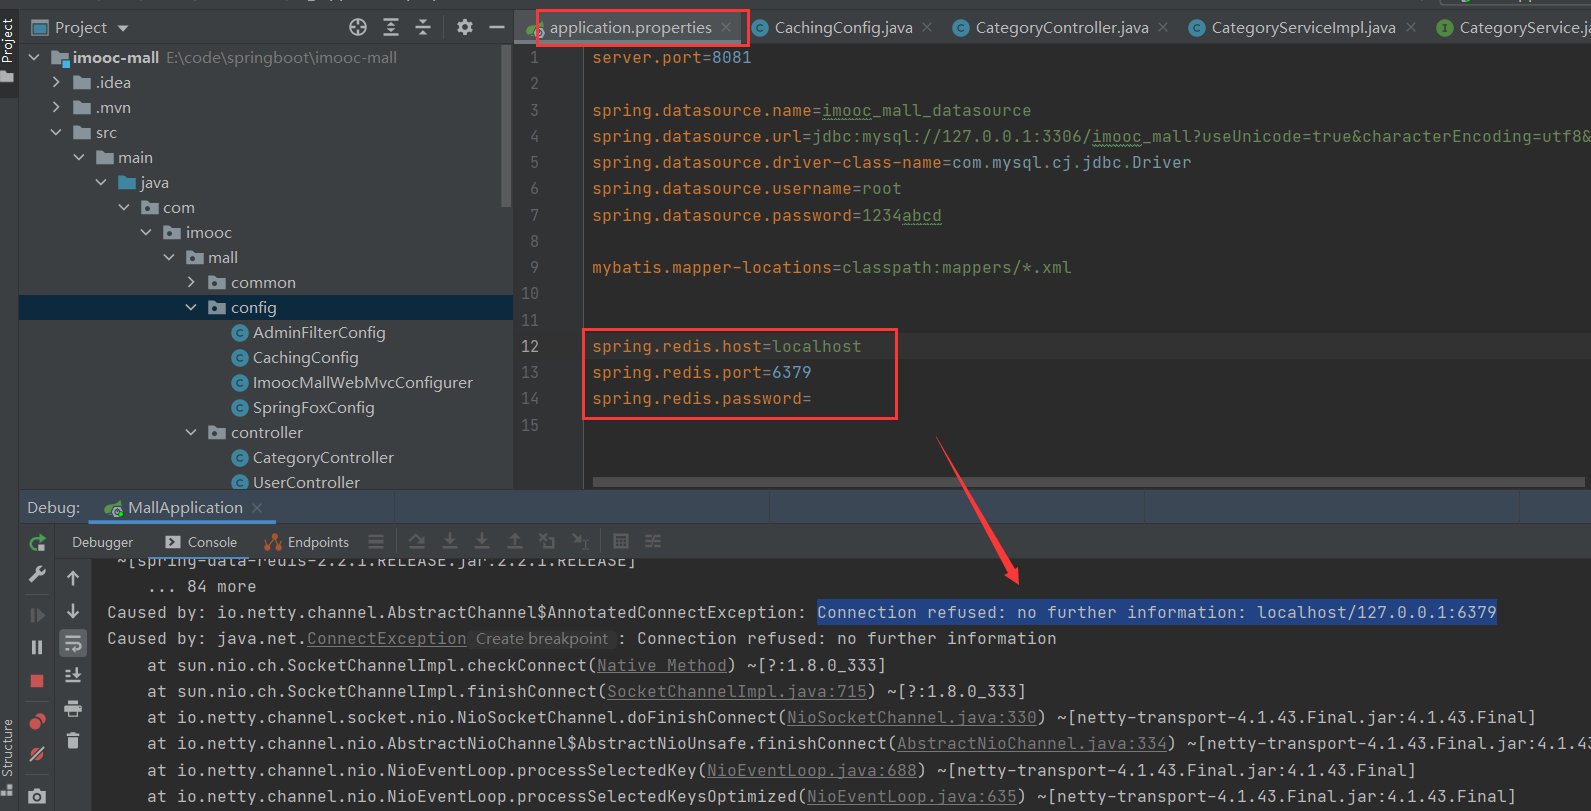 Project
application.properties
CachingConfig.java
CategoryController.java
CategoryServiceImpl.java
CategoryService.ja
Project
imooc-mall E:\code\springboot\imooc-mall
.idea
.mvn
src
main
java
com
imooc
mall
common
config
AdminFilterConfig
CachingConfig
ImoocMallWebMvcConfigurer
SpringFoxConfig
controller
CategoryController
UserController
1 server.port=8081
2
3 spring.datasource.name=imooc_mall_datasource
4 spring.datasource.url=jdbc:mysql://127.0.0.1:3306/imooc_mall?useUnicode=true&characterEncoding=utf8&
5 spring.datasource.driver-class-name=com.mysql.cj.jdbc.Driver
6 spring.datasource.username=root
7 spring.datasource.password=1234abcd
8
9 mybatis.mapper-locations=classpath:mappers/*.xml
10
11
12 spring.redis.host=localhost
13 spring.redis.port=6379
14 spring.redis.password=
15
Debug: MallApplication
Debugger Console Endpoints
~[spring-data-redis-2.2.1.RELEASE.jar:2.2.1.RELEASE]
... 84 more
Caused by: io.netty.channel.AbstractChannel$AnnotatedConnectException: Connection refused: no further information: localhost/127.0.0.1:6379
Caused by: java.net.ConnectException Create breakpoint : Connection refused: no further information
at sun.nio.ch.SocketChannelImpl.checkConnect(Native Method) ~[?:1.8.0_333]
at sun.nio.ch.SocketChannelImpl.finishConnect(SocketChannelImpl.java:715) ~[?:1.8.0_333]
at io.netty.channel.socket.nio.NioSocketChannel.doFinishConnect(NioSocketChannel.java:330) ~[netty-transport-4.1.43.Final.jar:4.1.43.Final]
at io.netty.channel.nio.AbstractNioChannel$AbstractNioUnsafe.finishConnect(AbstractNioChannel.java:334) ~[netty-transport-4.1.43.Final.jar:4.1.43
at io.netty.channel.nio.NioEventLoop.processSelectedKey(NioEventLoop.java:688) ~[netty-transport-4.1.43.Final.jar:4.1.43.Final]
at io.netty.channel.nio.NioEventLoop.processSelectedKeysOptimized(NioEventLoop.java:635) ~[netty-transport-4.1.43.Final.jar:4.1.43.Final]
Structure